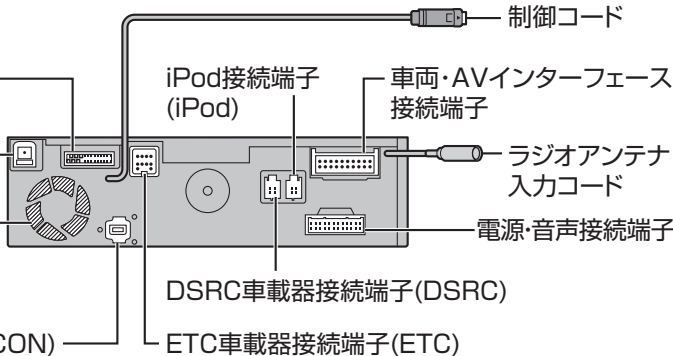 制御コード
iPod接続端子
(iPod)
車両・AVインターフェース
接続端子
ラジオアンテナ
入力コード
電源・音声接続端子
DSRC車載器接続端子(DSRC)
CON)
ETC車載器接続端子(ETC)